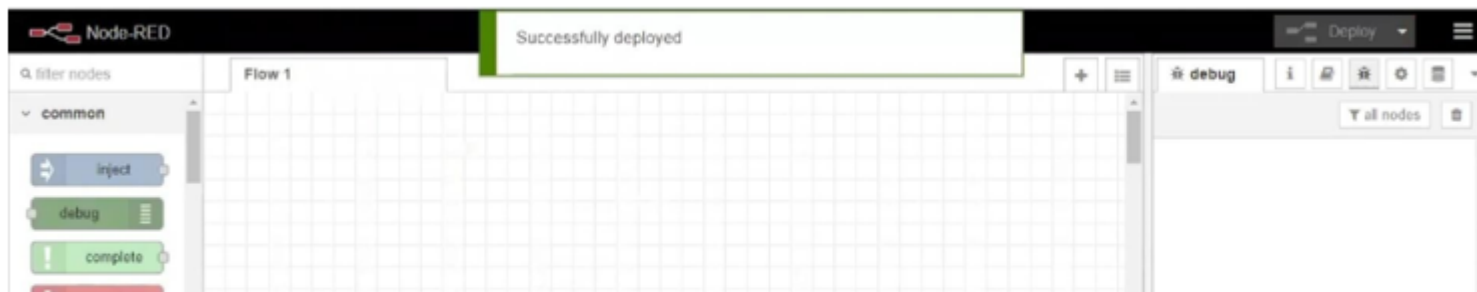 Node-RED
Successfully deployed
Deploy
filter nodes
Flow 1
debug
all nodes
common
inject
debug
complete